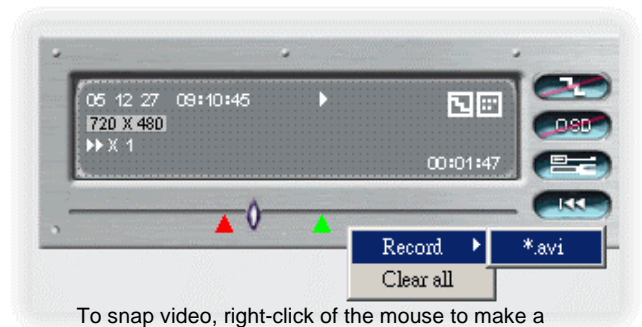 05 12 27 09:10:45
720 X 480
X 1
00:01:47
OSD
Record
*.avi
Clear all
To snap video, right-click of the mouse to make a